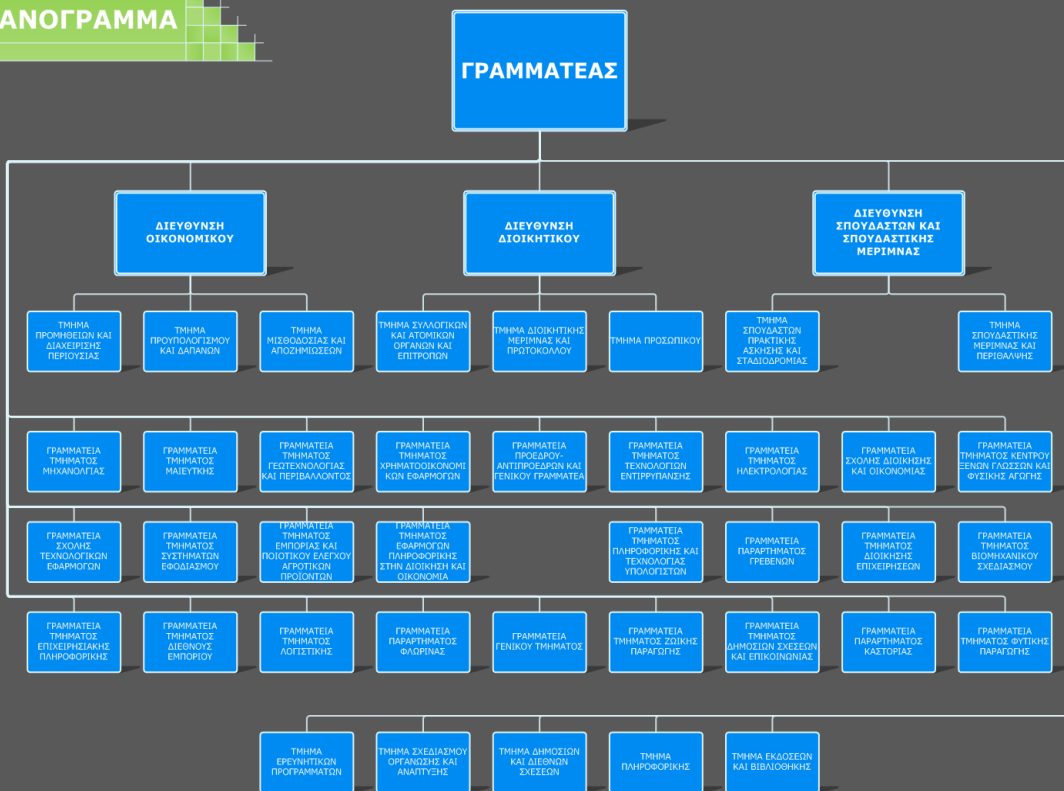 ΑΝΟΓΡΑΜΜΑ
ΓΡΑΜΜΑΤΕΑΣ
ΔΙΕΥΘΥΝΣΗ
ΟΙΚΟΝΟΜΙΚΟΥ
ΔΙΕΥΘΥΝΣΗ
ΔΙΟΙΚΗΤΙΚΟΥ
ΔΙΕΥΘΥΝΣΗ
ΣΠΟΥΔΑΣΤΩΝ ΚΑΙ
ΣΠΟΥΔΑΣΤΙΚΗΣ
ΜΕΡΙΜΝΑΣ
ΤΜΗΜΑ
ΠΡΟΜΗΘΕΙΩΝ ΚΑΙ
ΔΙΑΧΕΙΡΙΣΗΣ
ΠΕΡΙΟΥΣΙΑΣ
ΤΜΗΜΑ
ΠΡΟΥΠΟΛΟΓΙΣΜΟΥ
ΚΑΙ ΔΑΠΑΝΩΝ
ΤΜΗΜΑ
ΜΙΣΘΟΔΟΣΙΑΣ ΚΑΙ
ΑΠΟΖΗΜΙΩΣΕΩΝ
ΤΜΗΜΑ ΣΥΛΛΟΓΙΚΩΝ
ΚΑΙ ΑΤΟΜΙΚΩΝ
ΟΡΓΑΝΩΝ ΚΑΙ
ΕΠΙΤΡΟΠΩΝ
ΤΜΗΜΑ ΔΙΟΙΚΗΤΙΚΗΣ
ΜΕΡΙΜΝΑΣ ΚΑΙ
ΠΡΩΤΟΚΟΛΛΟΥ
ΤΜΗΜΑ ΠΡΟΣΩΠΙΚΟΥ
ΤΜΗΜΑ
ΣΠΟΥΔΑΣΤΩΝ
ΠΡΑΚΤΙΚΗΣ
ΑΣΚΗΣΗΣ ΚΑΙ
ΣΤΑΔΙΟΔΡΟΜΙΑΣ
ΤΜΗΜΑ
ΣΠΟΥΔΑΣΤΙΚΗΣ
ΜΕΡΙΜΝΑΣ ΚΑΙ
ΠΕΡΙΘΑΛΨΗΣ
ΓΡΑΜΜΑΤΕΙΑ
ΤΜΗΜΑΤΟΣ
ΜΗΧΑΝΟΛΓΙΑΣ
ΓΡΑΜΜΑΤΕΙΑ
ΤΜΗΜΑΤΟΣ
ΜΑΙΕΥΤΚΗΣ
ΓΡΑΜΜΑΤΕΙΑ
ΤΜΗΜΑΤΟΣ
ΓΕΩΤΕΧΝΟΛΟΓΙΑΣ
ΚΑΙ ΠΕΡΙΒΑΛΛΟΝΤΟΣ
ΓΡΑΜΜΑΤΕΙΑ
ΤΜΗΜΑΤΟΣ
ΧΡΗΜΑΤΟΟΙΚΟΝΟΜΙ
ΚΩΝ ΕΦΑΡΜΟΓΩΝ
ΓΡΑΜΜΑΤΕΙΑ
ΠΡΟΕΔΡΟΥ-
ΑΝΤΙΠΡΟΕΔΡΩΝ ΚΑΙ
ΓΕΝΙΚΟΥ ΓΡΑΜΜΑΤΕΑ
ΓΡΑΜΜΑΤΕΙΑ
ΤΜΗΜΑΤΟΣ
ΤΕΧΝΟΛΟΓΙΩΝ
ΕΝΤΙΡΡΥΠΑΝΣΗΣ
ΓΡΑΜΜΑΤΕΙΑ
ΤΜΗΜΑΤΟΣ
ΗΛΕΚΤΡΟΛΟΓΙΑΣ
ΓΡΑΜΜΑΤΕΙΑ
ΣΧΟΛΗΣ ΔΙΟΙΚΗΣΗΣ
ΚΑΙ ΟΙΚΟΝΟΜΙΑΣ
ΓΡΑΜΜΑΤΕΙΑ
ΤΜΗΜΑΤΟΣ ΚΕΝΤΡΟΥ
ΞΕΝΩΝ ΓΛΩΣΣΩΝ ΚΑΙ
ΦΥΣΙΚΗΣ ΑΓΩΓΗΣ
ΓΡΑΜΜΑΤΕΙΑ
ΣΧΟΛΗΣ
ΤΕΧΝΟΛΟΓΙΚΩΝ
ΕΦΑΡΜΟΓΩΝ
ΓΡΑΜΜΑΤΕΙΑ
ΤΜΗΜΑΤΟΣ
ΣΥΣΤΗΜΑΤΩΝ
ΕΦΟΔΙΑΣΜΟΥ
ΓΡΑΜΜΑΤΕΙΑ
ΤΜΗΜΑΤΟΣ
ΕΜΠΟΡΙΑΣ ΚΑΙ
ΠΟΙΟΤΙΚΟΥ ΕΛΕΓΧΟΥ
ΑΓΡΟΤΙΚΩΝ
ΠΡΟΪΟΝΤΩΝ
ΓΡΑΜΜΑΤΕΙΑ
ΤΜΗΜΑΤΟΣ
ΕΦΑΡΜΟΓΩΝ
ΠΛΗΡΟΦΟΡΙΚΗΣ
ΣΤΗΝ ΔΙΟΙΚΗΣΗ ΚΑΙ
ΟΙΚΟΝΟΜΙΑ
ΓΡΑΜΜΑΤΕΙΑ
ΤΜΗΜΑΤΟΣ
ΠΛΗΡΟΦΟΡΙΚΗΣ ΚΑΙ
ΤΕΧΝΟΛΟΓΙΑΣ
ΥΠΟΛΟΓΙΣΤΩΝ
ΓΡΑΜΜΑΤΕΙΑ
ΠΑΡΑΡΤΗΜΑΤΟΣ
ΓΡΕΒΕΝΩΝ
ΓΡΑΜΜΑΤΕΙΑ
ΤΜΗΜΑΤΟΣ
ΔΙΟΙΚΗΣΗΣ
ΕΠΙΧΕΙΡΗΣΕΩΝ
ΓΡΑΜΜΑΤΕΙΑ
ΤΜΗΜΑΤΟΣ
ΒΙΟΜΗΧΑΝΙΚΟΥ
ΣΧΕΔΙΑΣΜΟΥ
ΓΡΑΜΜΑΤΕΙΑ
ΤΜΗΜΑΤΟΣ
ΕΠΙΧΕΙΡΗΣΙΑΚΗΣ
ΠΛΗΡΟΦΟΡΙΚΗΣ
ΓΡΑΜΜΑΤΕΙΑ
ΤΜΗΜΑΤΟΣ
ΔΙΕΘΝΟΥΣ
ΕΜΠΟΡΙΟΥ
ΓΡΑΜΜΑΤΕΙΑ
ΤΜΗΜΑΤΟΣ
ΛΟΓΙΣΤΙΚΗΣ
ΓΡΑΜΜΑΤΕΙΑ
ΠΑΡΑΡΤΗΜΑΤΟΣ
ΦΛΩΡΙΝΑΣ
ΓΡΑΜΜΑΤΕΙΑ
ΓΕΝΙΚΟΥ ΤΜΗΜΑΤΟΣ
ΓΡΑΜΜΑΤΕΙΑ
ΤΜΗΜΑΤΟΣ ΖΩΙΚΗΣ
ΠΑΡΑΓΩΓΗΣ
ΓΡΑΜΜΑΤΕΙΑ
ΤΜΗΜΑΤΟΣ
ΔΗΜΟΣΙΩΝ ΣΧΕΣΕΩΝ
ΚΑΙ ΕΠΙΚΟΙΝΩΝΙΑΣ
ΓΡΑΜΜΑΤΕΙΑ
ΠΑΡΑΡΤΗΜΑΤΟΣ
ΚΑΣΤΟΡΙΑΣ
ΓΡΑΜΜΑΤΕΙΑ
ΤΜΗΜΑΤΟΣ ΦΥΤΙΚΗΣ
ΠΑΡΑΓΩΓΗΣ
ΤΜΗΜΑ
ΕΡΕΥΝΗΤΙΚΩΝ
ΠΡΟΓΡΑΜΜΑΤΩΝ
ΤΜΗΜΑ ΣΧΕΔΙΑΣΜΟΥ
ΟΡΓΑΝΩΣΗΣ ΚΑΙ
ΑΝΑΠΤΥΞΗΣ
ΤΜΗΜΑ ΔΗΜΟΣΙΩΝ
ΚΑΙ ΔΙΕΘΝΩΝ
ΣΧΕΣΕΩΝ
ΤΜΗΜΑ
ΠΛΗΡΟΦΟΡΙΚΗΣ
ΤΜΗΜΑ ΕΚΔΟΣΕΩΝ
ΚΑΙ ΒΙΒΛΙΟΘΗΚΗΣ